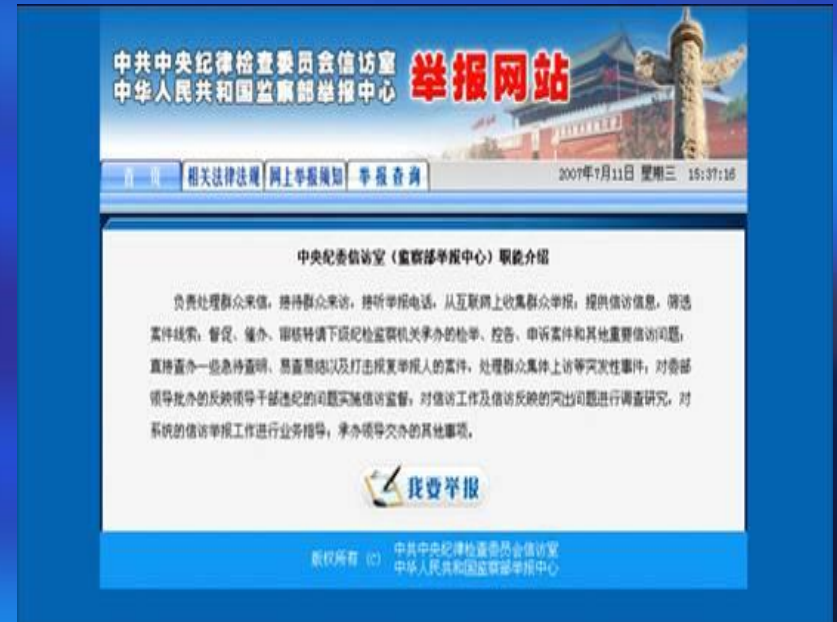 中共中央纪律检查委员会信访室
中华人民共和国监察部举报中心
举报网站
首 页 相关法律法规 网上举报须知 举报查询 2007年7月11日 星期三 15:37:16
中央纪委信访室（监察部举报中心）职能介绍
负责处理群众来信，接待群众来访，接听举报电话，从互联网上收集群众举报；提供信访信息，筛选
案件线索；督促、催办、审核转请下级纪检监察机关承办的检举、控告、申诉案件和其他重要信访问题；
直接查办一些急待查明、易查易结以及打击报复举报人的案件，处理群众集体上访等突发性事件；对委部
领导批办的反映领导干部违纪的问题实施信访监督；对信访工作及信访反映的突出问题进行调查研究，对
系统的信访举报工作进行业务指导；承办领导交办的其他事项。
我要举报
版权所有 (C) 中共中央纪律检查委员会信访室
中华人民共和国监察部举报中心